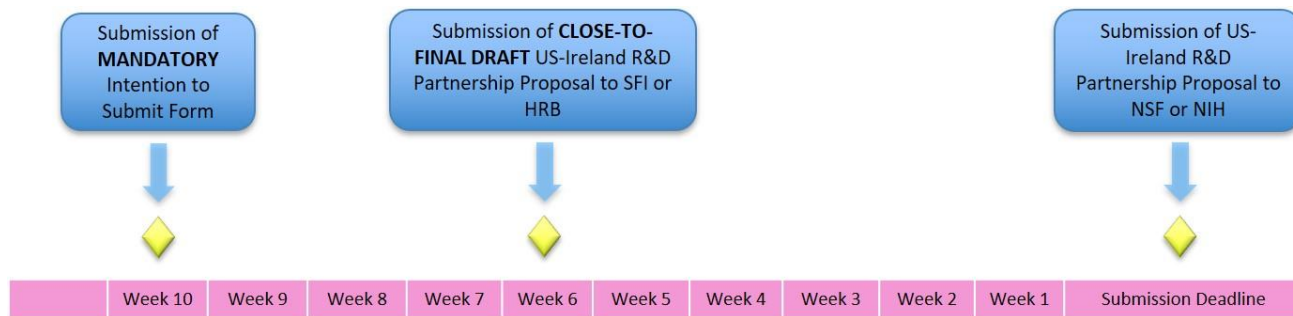 Submission of
MANDATORY
Intention to
Submit Form
Submission of CLOSE-TO-
FINAL DRAFT US-Ireland R&D
Partnership Proposal to SFI or
HRB
Submission of US-
Ireland R&D
Partnership Proposal to
NSF or NIH
Week 10 Week 9 Week 8 Week 7 Week 6 Week 5 Week 4 Week 3 Week 2 Week 1 Submission Deadline